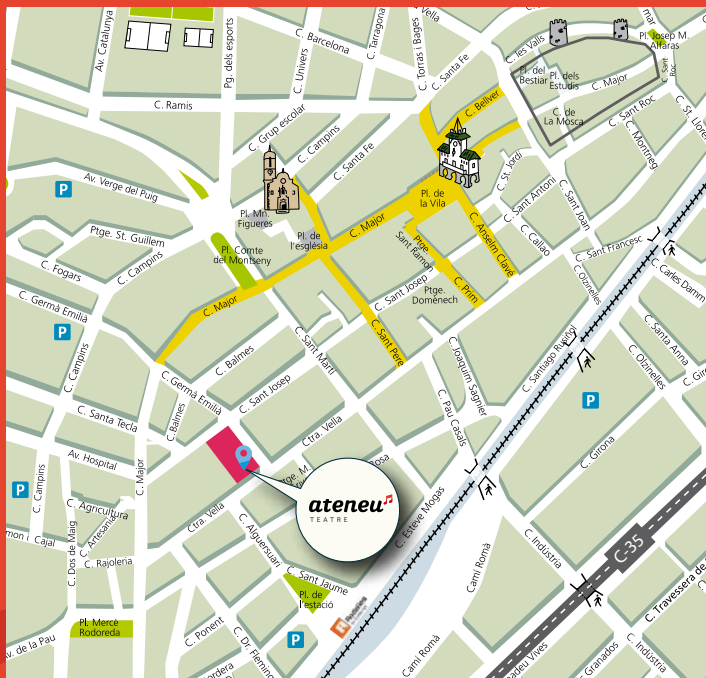 Av. Catalunya
Pg. dels esports
C. Barcelona
C. Tarragona
C. Torras i Bages
Pl. de
la Vila
C. Santa Fe
C. les Valls
Pl. Josep M.
Alfaras
Pl. del
Bestiar
Pl. dels
Estudis
C. Major
C. Sant
Roc
C. Univers
C. Ramis
C. Grup escolar
C. Campins
C. Santa Fe
C. Bellver
C. de
La Mosca
C. Sant Roc
C. Montneg
P
Av. Verge del Puig
Pl. Mn.
Figueres
Pl. de
l'església
C. Major
Pl. de
la Vila
C. St. Jordi
C. Sant Antoni
C. Sant Joan
Ptge. St. Guillem
C. Campins
C. Fogars
Pl. Comte
del Montseny
Ptge.
Sant Ramon
C. Anselm Clavé
C. Callao
C. Sant Francesc
C. Olzinelles
C. Germà Emilià
C. Major
C. Sant Josep
Ptge.
Domènech
C. Prim
P
C. Campins
C. Balmes
C. Sant Martí
C. Sant Pere
C. Joaquim Sagnier
C. Santiago Rusiñol
C. Santa Anna
C. Olzinelles
C. Germà Emilià
C. Sant Josep
C. Balmes
C. Santa Tecla
Av. Hospital
C. Major
Ctra. Vella
C. Pau Casals
P
C. Girona
P
C. Campins
ateneu
TEATRE
C. Agricultura
C. Artesania
C. Dos de Maig
C. Rajoleria
Ctra. Vella
C. Alguersuari
C. Esteve Mogas
C. Indústria
C-35
C. Sant Jaume
Pl. de
l'estació
Camí Romà
Pl. Mercè
Rodoreda
C. Ponent
C. Dr. Fleming
P
Camí Romà
C. Indústria